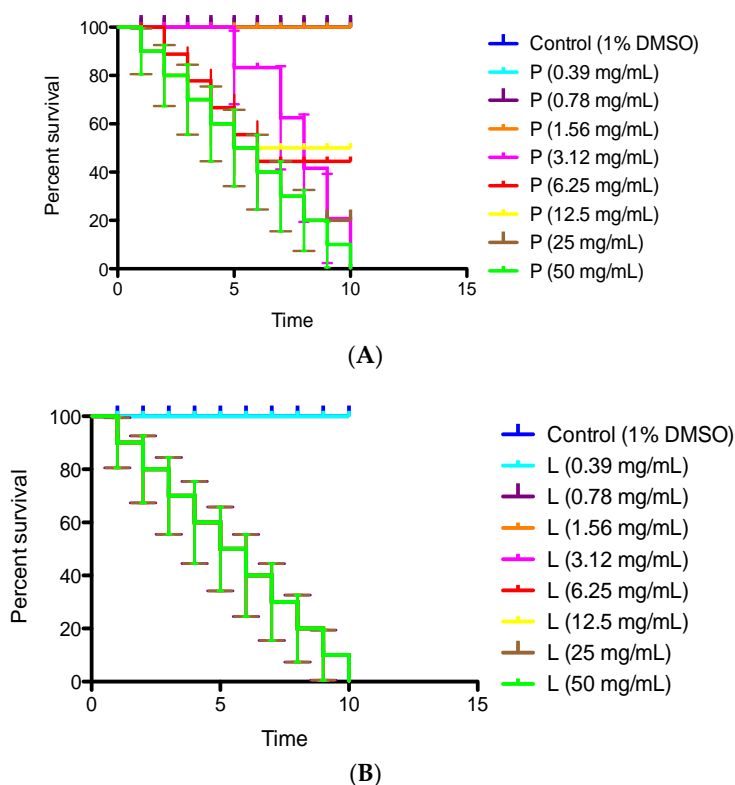 100
80
60
40
20
0
Percent survival
0 5 10 15
Time
Control (1% DMSO)
P (0.39 mg/mL)
P (0.78 mg/mL)
P (1.56 mg/mL)
P (3.12 mg/mL)
P (6.25 mg/mL)
P (12.5 mg/mL)
P (25 mg/mL)
P (50 mg/mL)
(A)
100
80
60
40
20
0
Percent survival
0 5 10 15
Time
Control (1% DMSO)
L (0.39 mg/mL)
L (0.78 mg/mL)
L (1.56 mg/mL)
L (3.12 mg/mL)
L (6.25 mg/mL)
L (12.5 mg/mL)
L (25 mg/mL)
L (50 mg/mL)
(B)